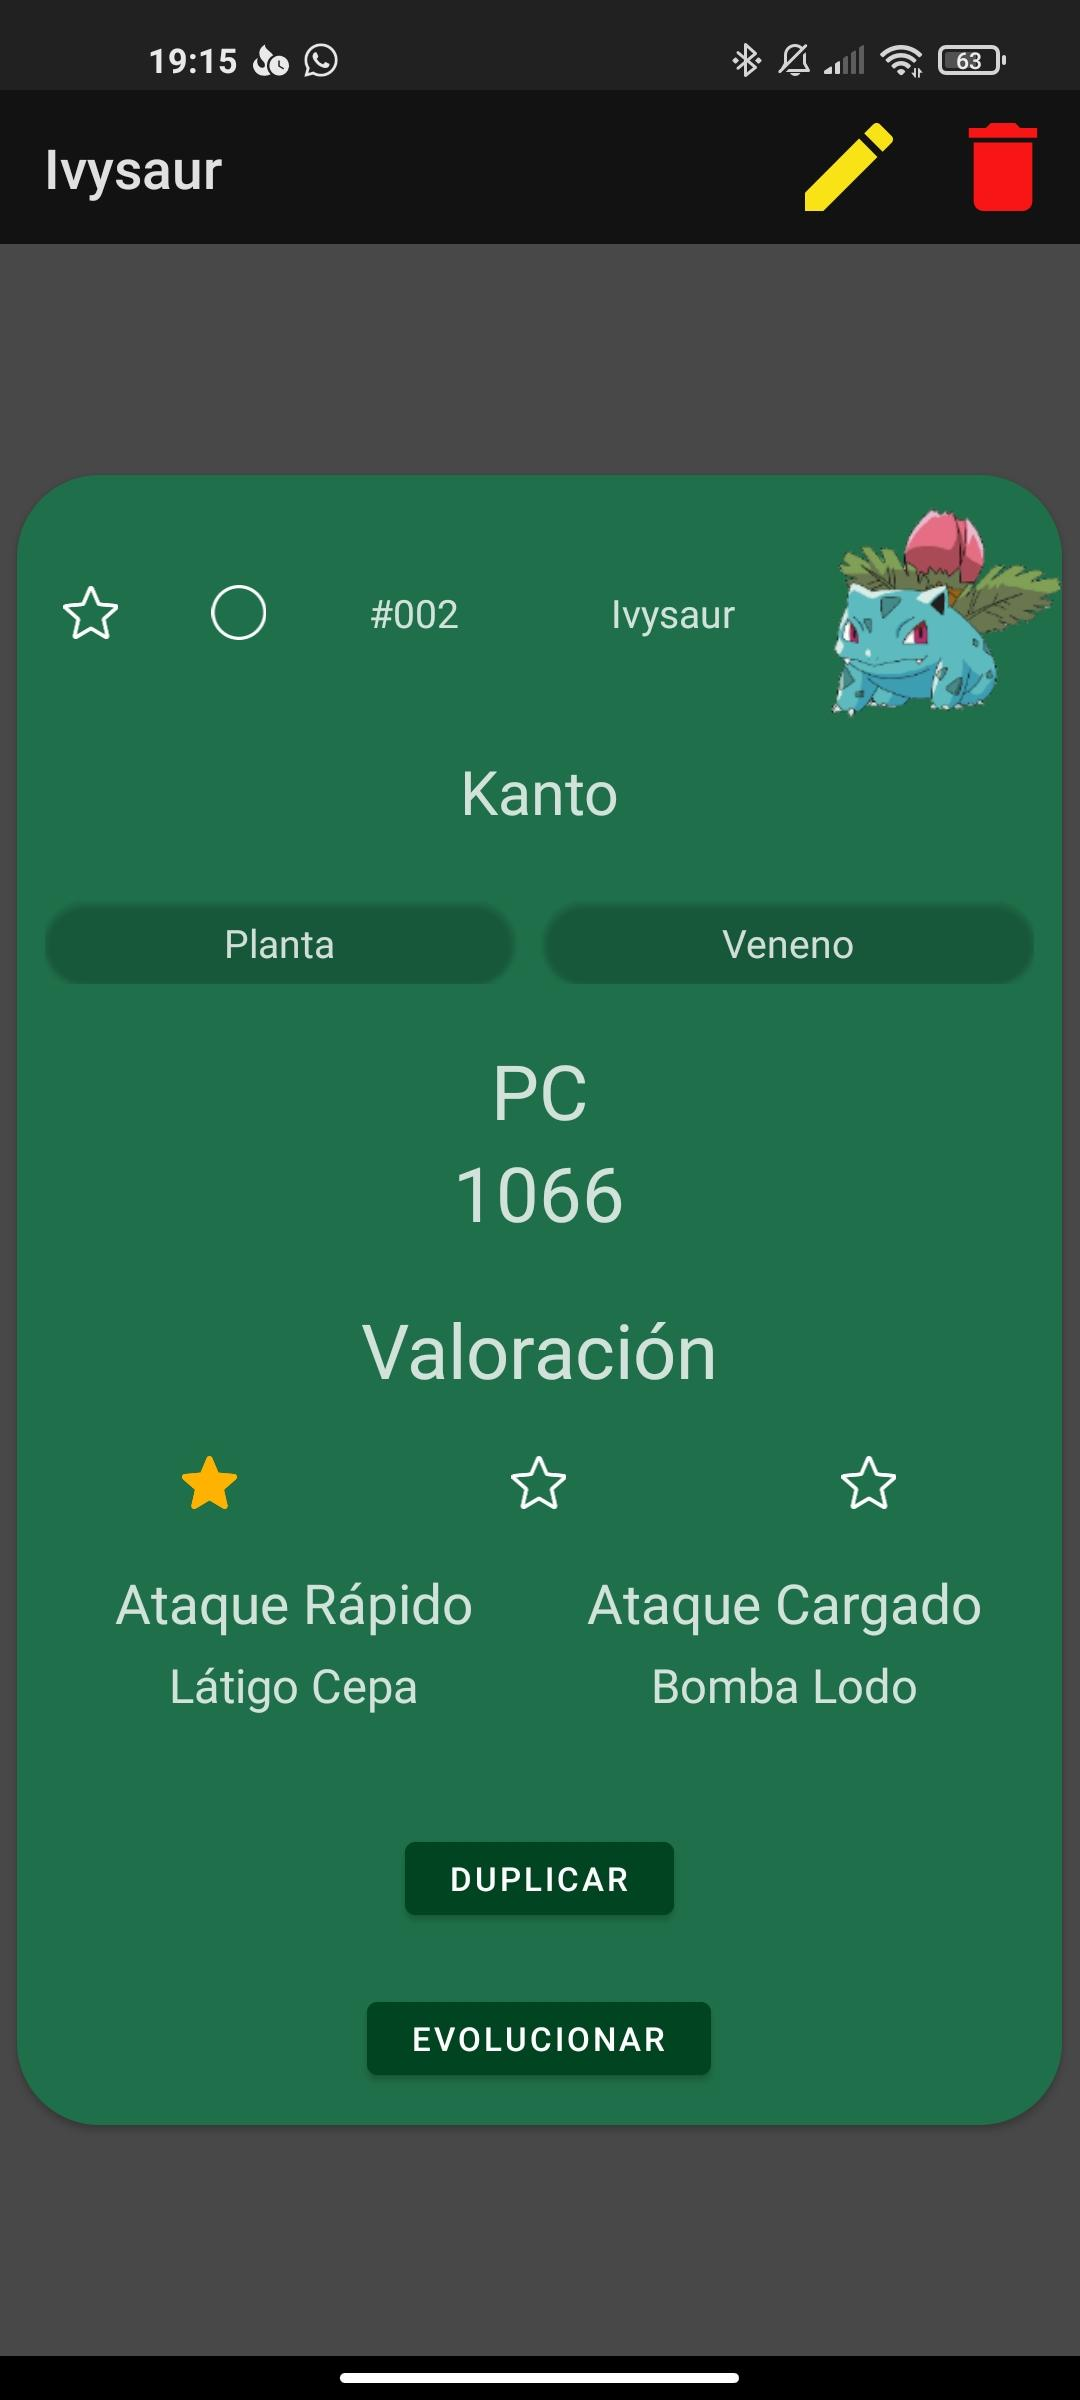 19:15
63
Ivysaur
#002
Ivysaur
Kanto
Planta
Veneno
PC
1066
Valoración
Ataque Rápido
Ataque Cargado
Látigo Cepa
Bomba Lodo
DUPLICAR
EVOLUCIONAR